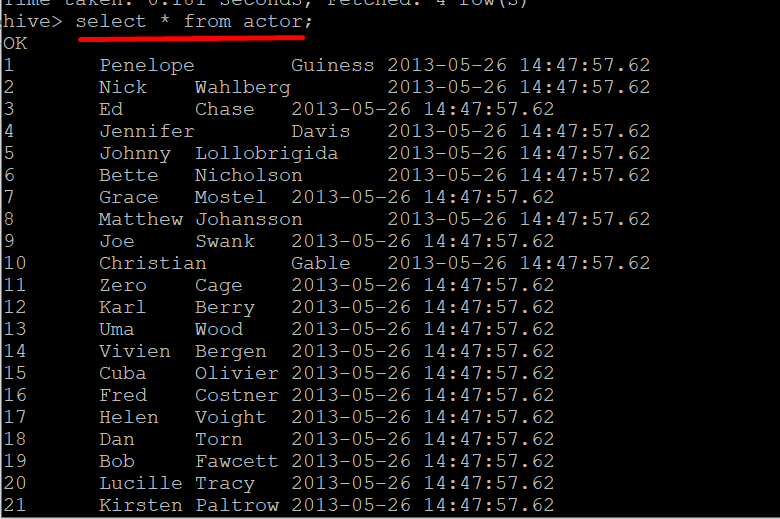 Time taken: 0.161 seconds, Fetched: 4 row(s)
hive> select * from actor;
OK
1 Penelope Guiness 2013-05-26 14:47:57.62
2 Nick Wahlberg 2013-05-26 14:47:57.62
3 Ed Chase 2013-05-26 14:47:57.62
4 Jennifer Davis 2013-05-26 14:47:57.62
5 Johnny Lollobrigida 2013-05-26 14:47:57.62
6 Bette Nicholson 2013-05-26 14:47:57.62
7 Grace Mostel 2013-05-26 14:47:57.62
8 Matthew Johansson 2013-05-26 14:47:57.62
9 Joe Swank 2013-05-26 14:47:57.62
10 Christian Gable 2013-05-26 14:47:57.62
11 Zero Cage 2013-05-26 14:47:57.62
12 Karl Berry 2013-05-26 14:47:57.62
13 Uma Wood 2013-05-26 14:47:57.62
14 Vivien Bergen 2013-05-26 14:47:57.62
15 Cuba Olivier 2013-05-26 14:47:57.62
16 Fred Costner 2013-05-26 14:47:57.62
17 Helen Voight 2013-05-26 14:47:57.62
18 Dan Torn 2013-05-26 14:47:57.62
19 Bob Fawcett 2013-05-26 14:47:57.62
20 Lucille Tracy 2013-05-26 14:47:57.62
21 Kirsten Paltrow 2013-05-26 14:47:57.62